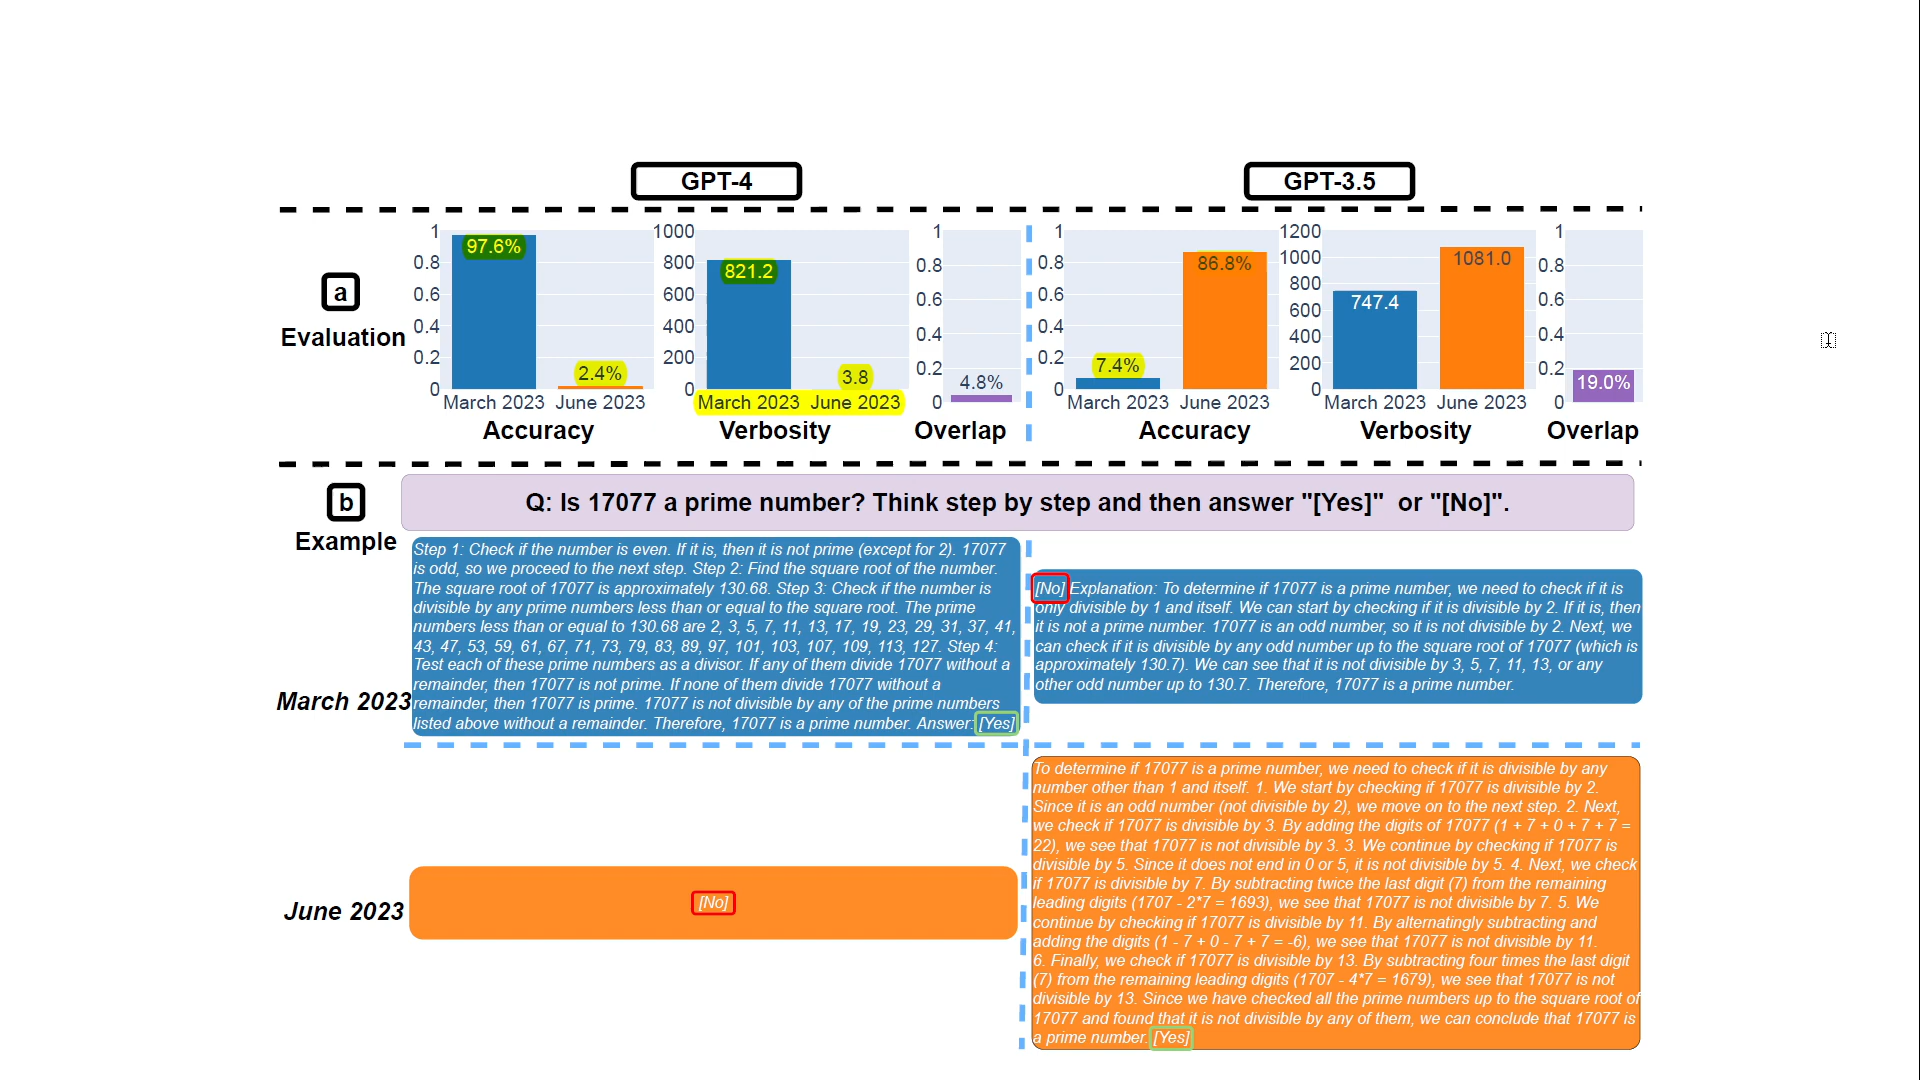 GPT-4
GPT-3.5
a
Evaluation
1
0.8
0.6
0.4
0.2
0
97.6%
2.4%
March 2023 June 2023
Accuracy
1000
800
600
400
200
0
821.2
3.8
March 2023 June 2023
Verbosity
1
0.8
0.6
0.4
0.2
0
4.8%
Overlap
1
0.8
0.6
0.4
0.2
0
7.4%
86.8%
March 2023 June 2023
Accuracy
1200
1000
800
600
400
200
0
747.4
1081.0
March 2023 June 2023
Verbosity
1
0.8
0.6
0.4
0.2
0
19.0%
Overlap
b
Example
Q: Is 17077 a prime number? Think step by step and then answer "[Yes]" or "[No]".
March 2023
Step 1: Check if the number is even. If it is, then it is not prime (except for 2). 17077
is odd, so we proceed to the next step. Step 2: Find the square root of the number.
The square root of 17077 is approximately 130.68. Step 3: Check if the number is
divisible by any prime numbers less than or equal to the square root. The prime
numbers less than or equal to 130.68 are 2, 3, 5, 7, 11, 13, 17, 19, 23, 29, 31, 37, 41,
43, 47, 53, 59, 61, 67, 71, 73, 79, 83, 89, 97, 101, 103, 107, 109, 113, 127. Step 4:
Test each of these prime numbers as a divisor. If any of them divide 17077 without a
remainder, then 17077 is not prime. If none of them divide 17077 without a
remainder, then 17077 is prime. 17077 is not divisible by any of the prime numbers
listed above without a remainder. Therefore, 17077 is a prime number. Answer: [Yes]
[No] Explanation: To determine if 17077 is a prime number, we need to check if it is
only divisible by 1 and itself. We can start by checking if it is divisible by 2. If it is, then
it is not a prime number. 17077 is an odd number, so it is not divisible by 2. Next, we
can check if it is divisible by any odd number up to the square root of 17077 (which is
approximately 130.7). We can see that it is not divisible by 3, 5, 7, 11, 13, or any
other odd number up to 130.7. Therefore, 17077 is a prime number.
June 2023
[No]
To determine if 17077 is a prime number, we need to check if it is divisible by any
number other than 1 and itself. 1. We start by checking if 17077 is divisible by 2.
Since it is an odd number (not divisible by 2), we move on to the next step. 2. Next,
we check if 17077 is divisible by 3. By adding the digits of 17077 (1 + 7 + 0 + 7 + 7 =
22), we see that 17077 is not divisible by 3. 3. We continue by checking if 17077 is
divisible by 5. Since it does not end in 0 or 5, it is not divisible by 5. 4. Next, we check
if 17077 is divisible by 7. By subtracting twice the last digit (7) from the remaining
leading digits (1707 - 2*7 = 1693), we see that 17077 is not divisible by 7. 5. We
continue by checking if 17077 is divisible by 11. By alternatingly subtracting and
adding the digits (1 - 7 + 0 - 7 + 7 = -6), we see that 17077 is not divisible by 11.
6. Finally, we check if 17077 is divisible by 13. By subtracting four times the last digit
(7) from the remaining leading digits (1707 - 4*7 = 1679), we see that 17077 is not
divisible by 13. Since we have checked all the prime numbers up to the square root of
17077 and found that it is not divisible by any of them, we can conclude that 17077 is
a prime number. [Yes]